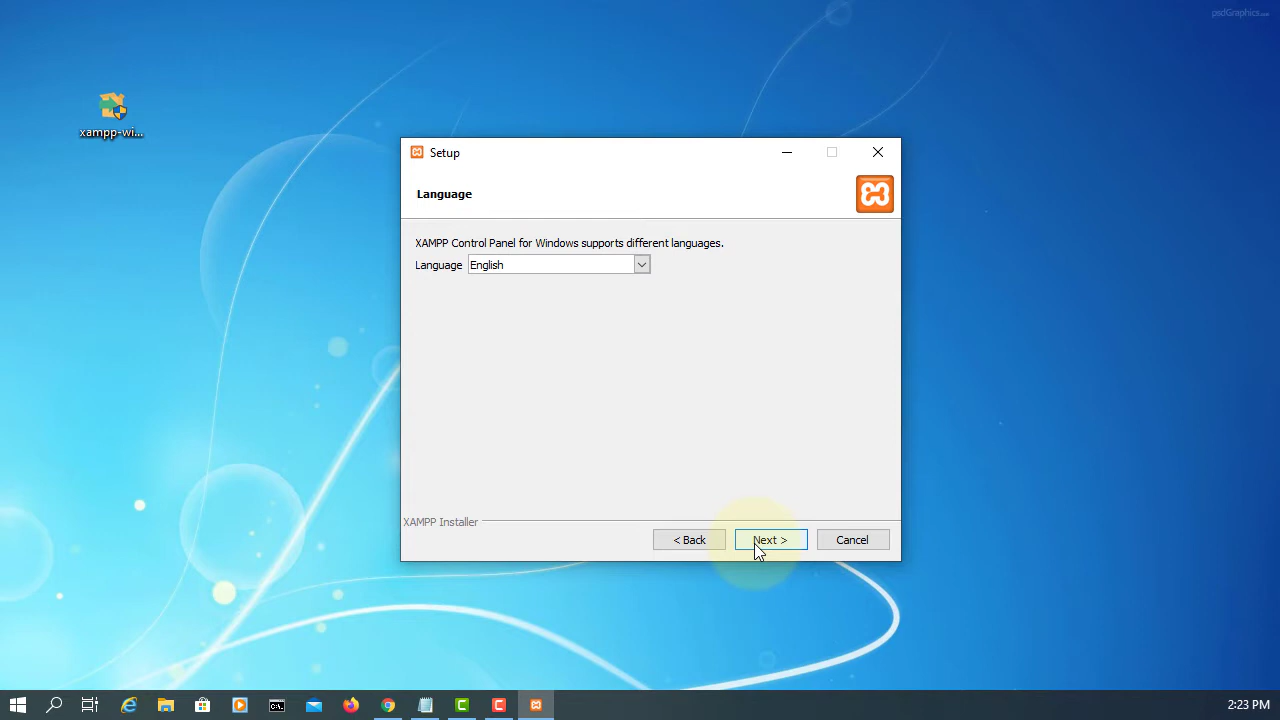 psdGraphics.com
xampp-wi...
Setup
Language
XAMPP Control Panel for Windows supports different languages.
Language English
XAMPP Installer
< Back Next > Cancel
2:23 PM